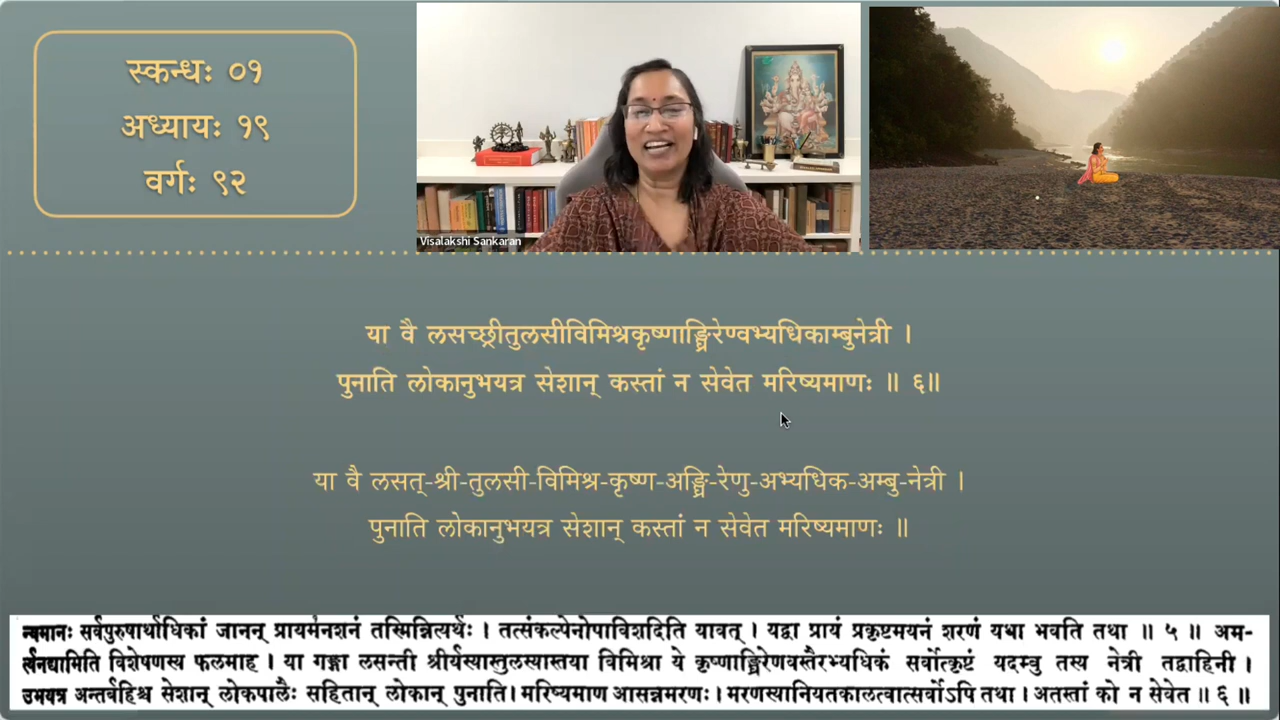 स्कन्धः ०१
अध्यायः १९
वर्गः ९२
Visalakshi Sankaran
या वै लसच्छ्रीतुलसीविमिश्रकृष्णाङ्घ्रिरेण्वभ्यधिकाम्बुनेत्री ।
पुनाति लोकानुभयत्र सेशान् कस्तां न सेवेत मरिष्यमाणः ॥ ६॥
या वै लसत्-श्री-तुलसी-विमिश्र-कृष्ण-अङ्घ्रि-रेणु-अभ्यधिक-अम्बु-नेत्री ।
पुनाति लोकानुभयत्र सेशान् कस्तां न सेवेत मरिष्यमाणः ॥
न्यमानः सर्वपुरुषार्थाधिकां जानन् प्रायमनशनं तस्मिन्नित्यर्थः । तत्संकल्पेनोपाविशदिति यावत् । यद्वा प्रायं प्रकृष्टमयनं शरणं यथा भवति तथा ॥ ५ ॥ अम-
र्त्यनद्यामिति विशेषणस्य फलमाह । या गङ्गा लसन्ती श्रीर्यस्यास्तुलस्यास्तया विमिश्रा ये कृष्णाङ्घ्रिरेणवस्तैरभ्यधिकं सर्वोत्कृष्टं यदम्बु तस्य नेत्री तद्वाहिनी ।
उभयत्र अन्तर्बहिश्च सेशान् लोकपालैः सहितान् लोकान् पुनाति । मरिष्यमाण आसन्नमरणः । मरणस्यानियतकालत्वात्सर्वोऽपि तथा । अतस्तां को न सेवेत ॥ ६ ॥